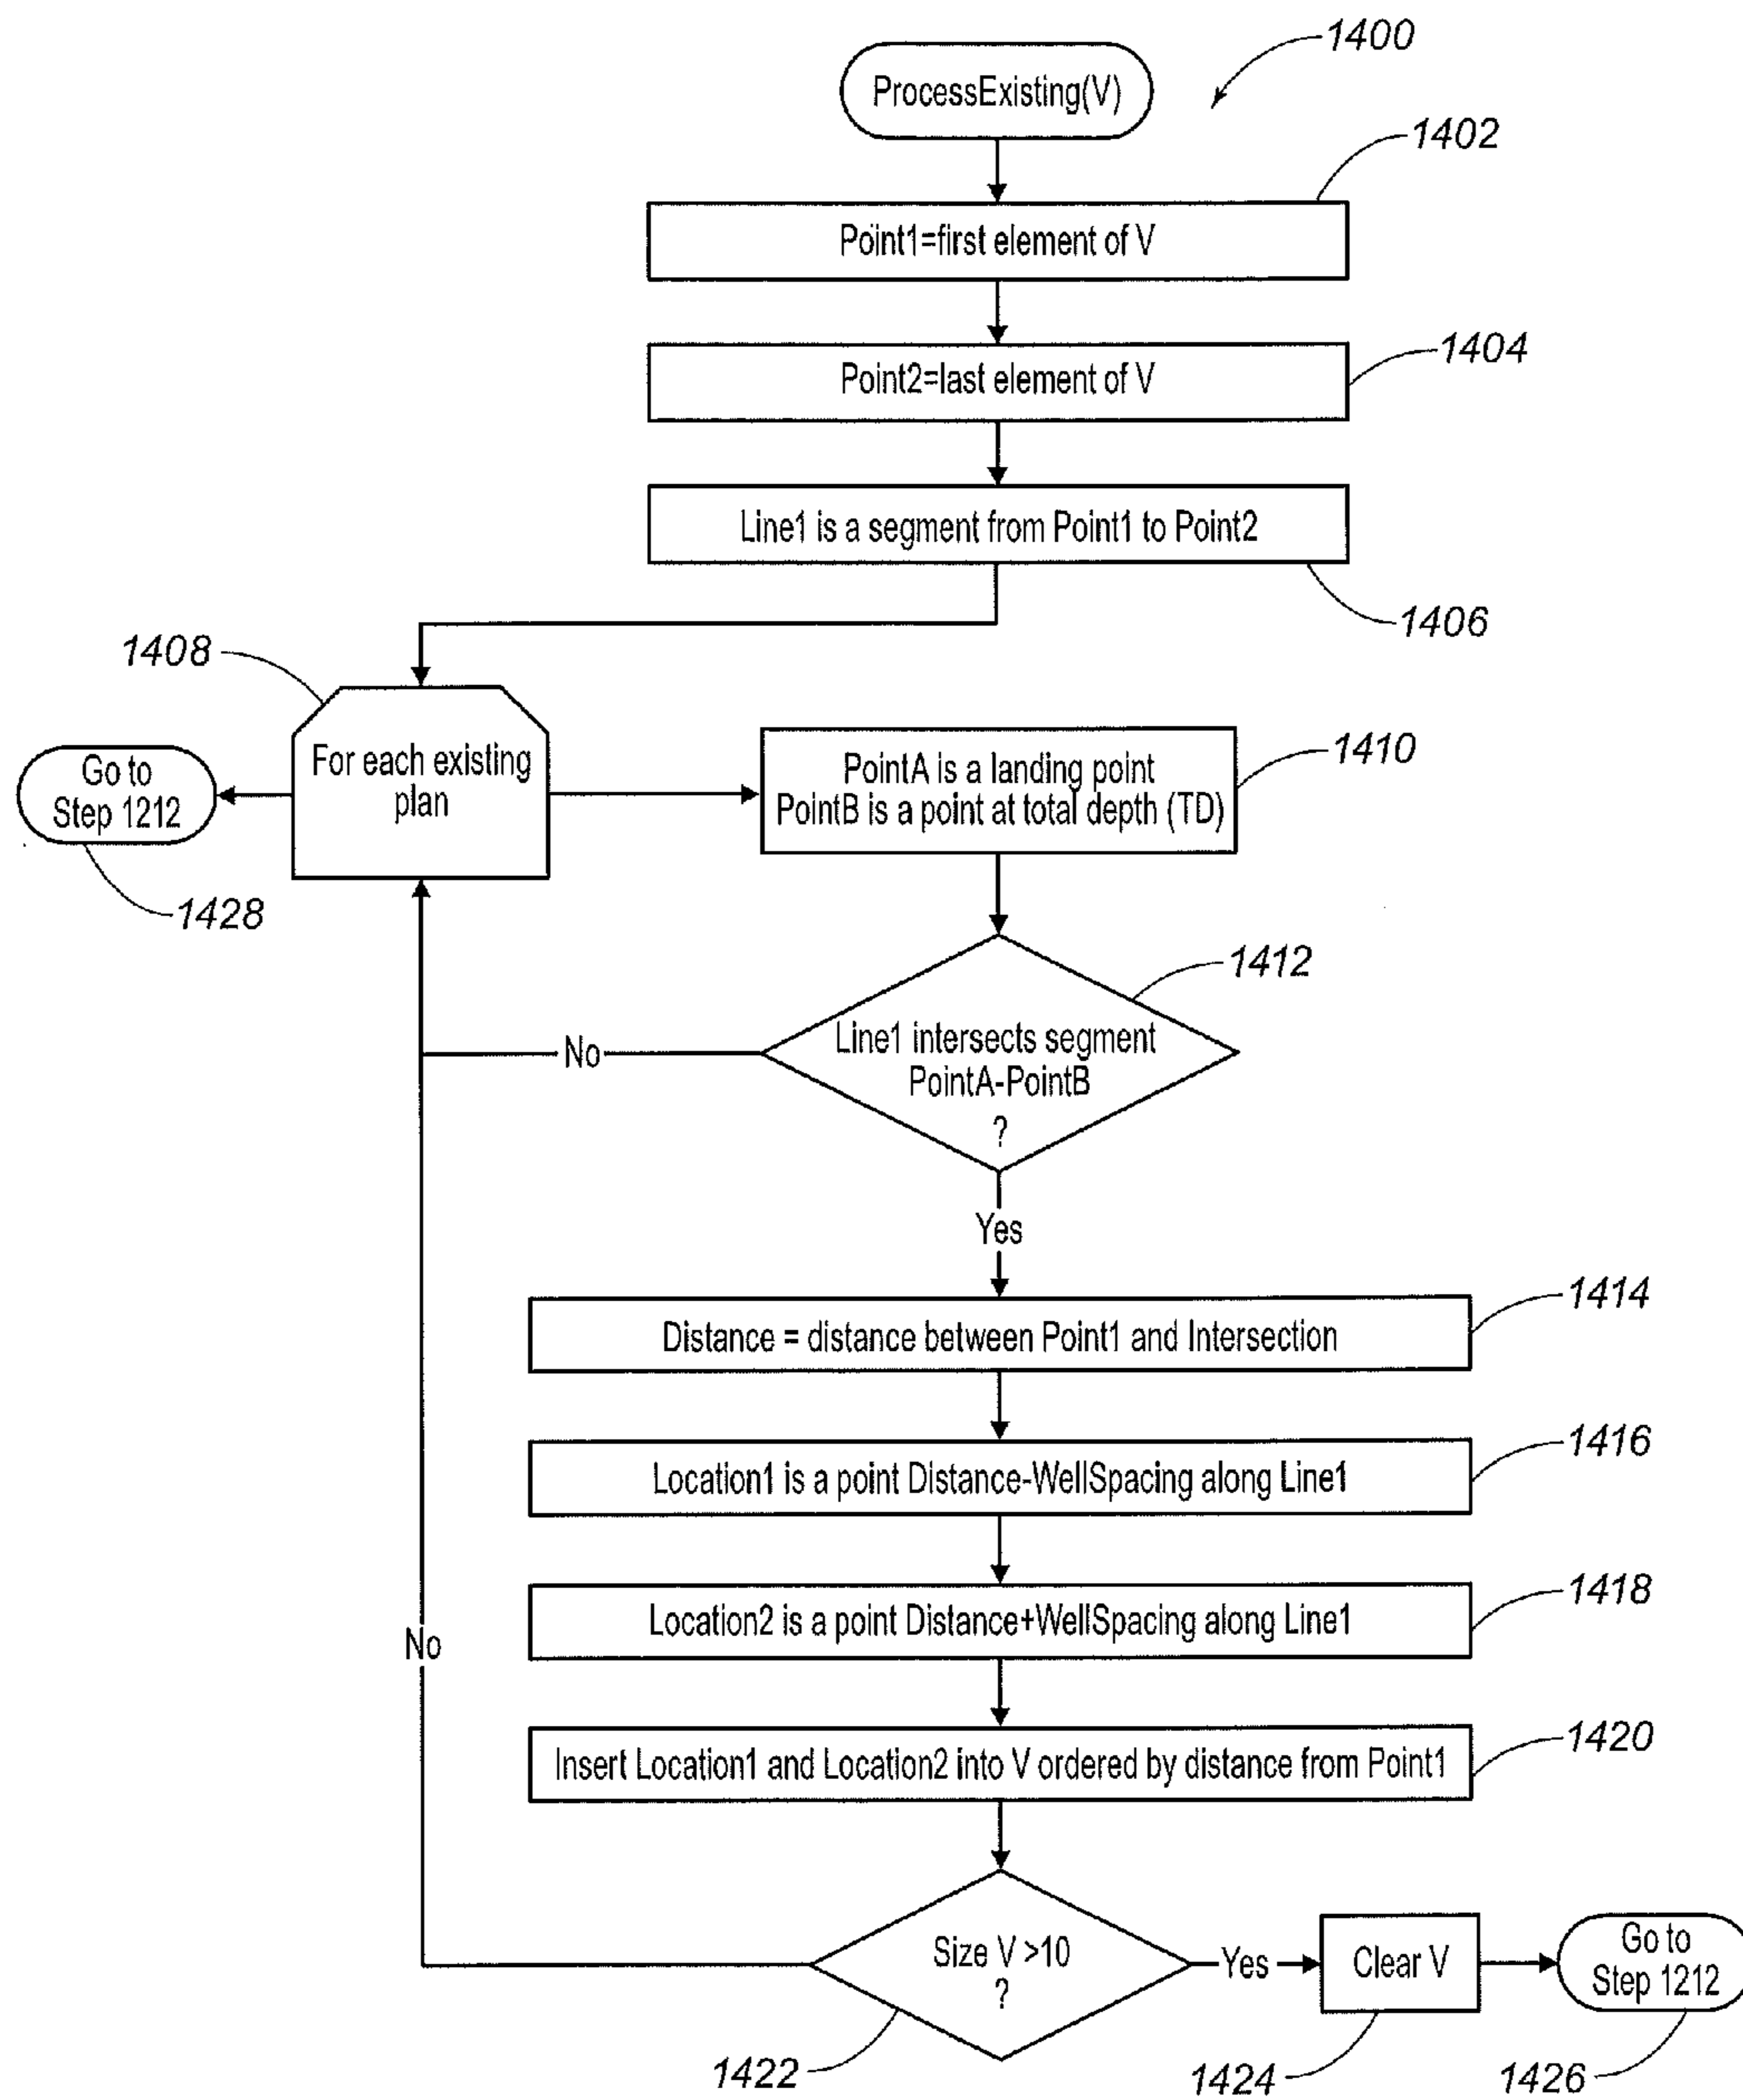 1400
ProcessExisting(V)
1402
Point1=first element of V
1404
Point2=last element of V
Line1 is a segment from Point1 to Point2
1406
1408
For each existing
plan
Go to
Step 1212
1428
1410
PointA is a landing point
PointB is a point at total depth (TD)
1412
Line1 intersects segment
PointA-PointB
?
No
Yes
1414
Distance = distance between Point1 and Intersection
1416
Location1 is a point Distance-WellSpacing along Line1
1418
Location2 is a point Distance+WellSpacing along Line1
No
1420
Insert Location1 and Location2 into V ordered by distance from Point1
Size V >10
?
Yes
Clear V
Go to
Step 1212
1422
1424
1426